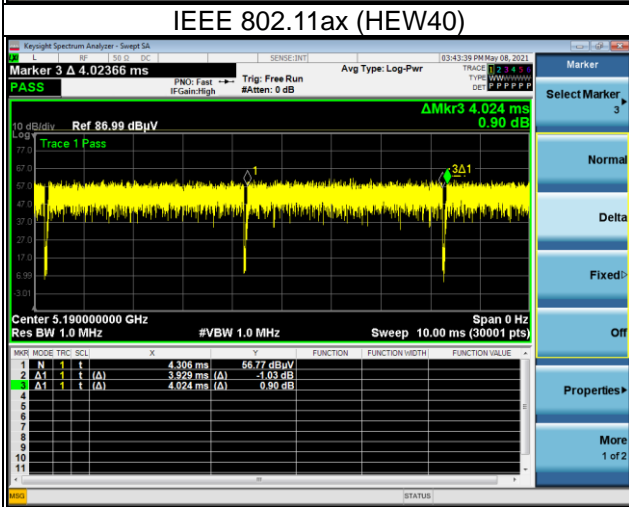 IEEE 802.11ax (HEW40)
Keysight Spectrum Analyzer - Swept SA
RF 50 Ω DC SENSE:INT 03:43:39 PM May 08, 2021
Marker 3 Δ 4.02366 ms
PASS
PNO: Fast
IFGain:High
Trig: Free Run
#Atten: 0 dB
Avg Type: Log-Pwr
TRACE 1 2 3 4 5 6
TYPE WWWWWW
DET P P P P P P
ΔMkr3 4.024 ms
0.90 dB
10 dB/div Ref 86.99 dBµV
Log
Trace 1 Pass
77.0
67.0
57.0
47.0
37.0
27.0
17.0
6.99
-3.01
1
3Δ1
Center 5.190000000 GHz Span 0 Hz
Res BW 1.0 MHz #VBW 1.0 MHz Sweep 10.00 ms (30001 pts)
MKR MODE TRC SCL X Y FUNCTION FUNCTION WIDTH FUNCTION VALUE
1 N 1 t 4.306 ms 56.77 dBuV
2 Δ1 1 t (Δ) 3.929 ms (Δ) -1.03 dB
3 Δ1 1 t (Δ) 4.024 ms (Δ) 0.90 dB
4
5
6
7
8
9
10
11
MSG STATUS
Marker
Select Marker
3
Normal
Delta
Fixed
Off
Properties
More
1 of 2